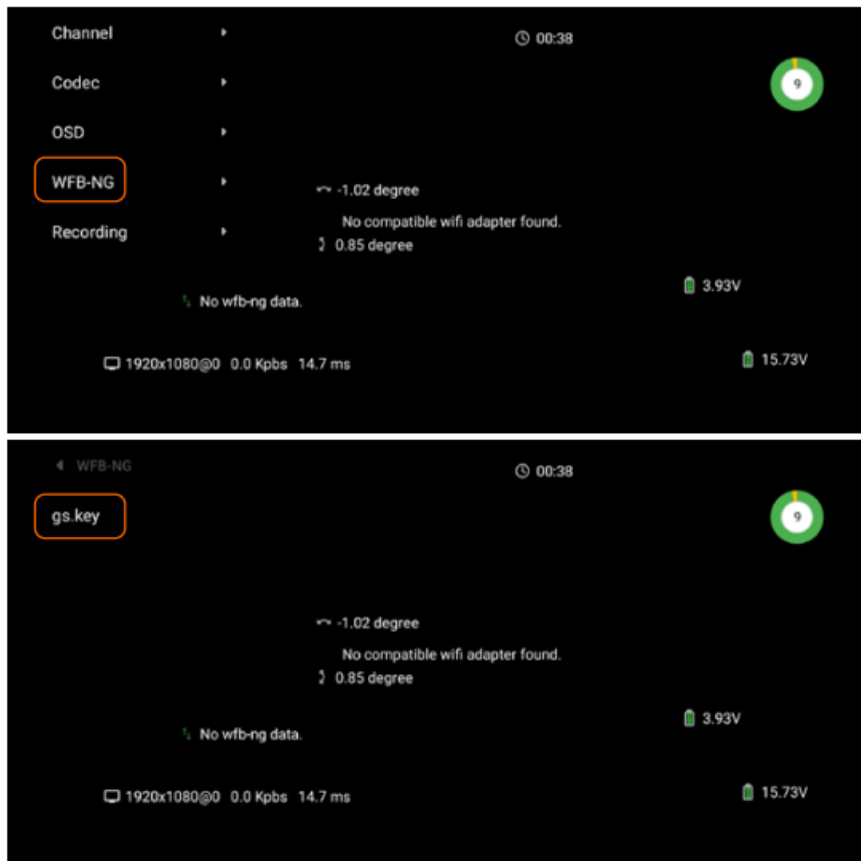 Channel
00:38
Codec
9
OSD
WFB-NG
-1.02 degree
No compatible wifi adapter found.
Recording
0.85 degree
3.93V
No wfb-ng data.
1920x1080@0 0.0 Kpbs 14.7 ms
15.73V
WFB-NG
00:38
gs.key
9
-1.02 degree
No compatible wifi adapter found.
0.85 degree
3.93V
No wfb-ng data.
1920x1080@0 0.0 Kpbs 14.7 ms
15.73V